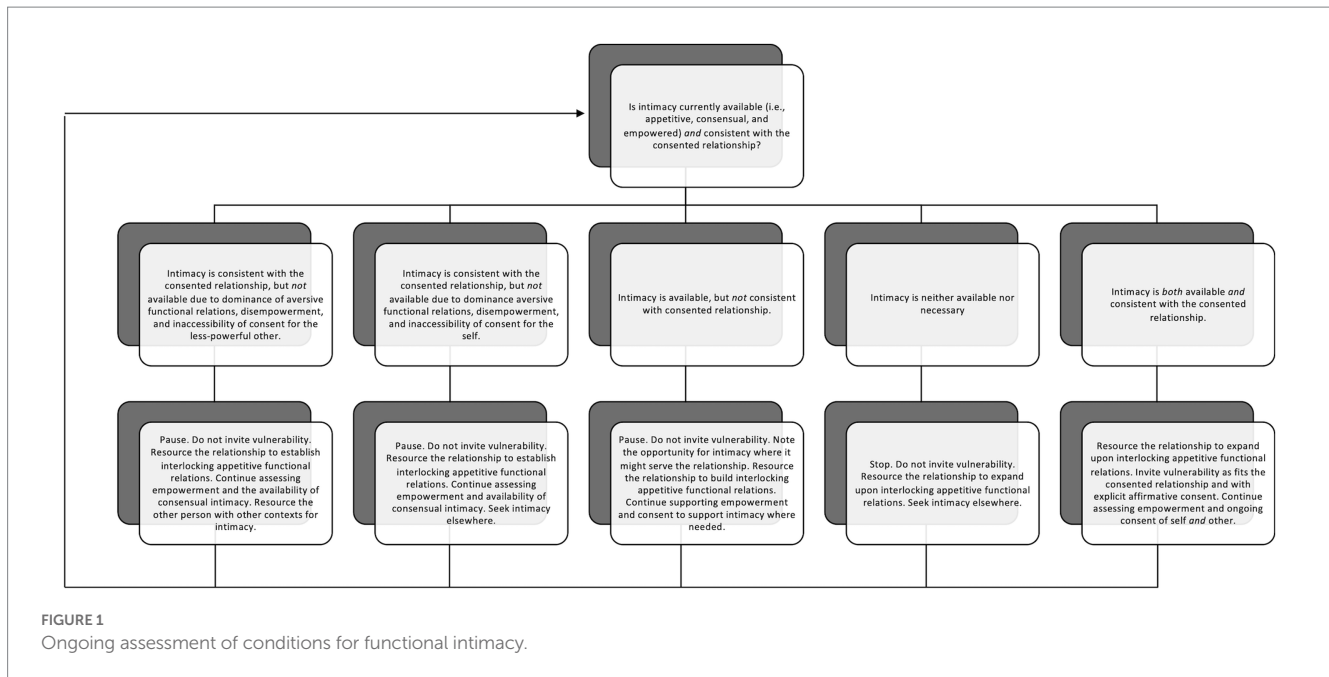 Is intimacy currently available (i.e.,
appetitive, consensual, and
empowered) and consistent with the
consented relationship?
Intimacy is consistent with the
consented relationship, but not
available due to dominance of aversive
functional relations, disempowerment,
and inaccessibility of consent for the
less-powerful other.
Intimacy is consistent with the
consented relationship, but not
available due to dominance aversive
functional relations, disempowerment,
and inaccessibility of consent for the
self.
Intimacy is available, but not consistent
with consented relationship.
Intimacy is neither available nor
necessary
Intimacy is both available and
consistent with the consented
relationship.
Pause. Do not invite vulnerability.
Resource the relationship to establish
interlocking appetitive functional
relations. Continue assessing
empowerment and the availability of
consensual intimacy. Resource the
other person with other contexts for
intimacy.
Pause. Do not invite vulnerability.
Resource the relationship to establish
interlocking appetitive functional
relations. Continue assessing
empowerment and availability of
consensual intimacy. Seek intimacy
elsewhere.
Pause. Do not invite vulnerability. Note
the opportunity for intimacy where it
might serve the relationship. Resource
the relationship to build interlocking
appetitive functional relations.
Continue supporting empowerment
and consent to support intimacy where
needed.
Stop. Do not invite vulnerability.
Resource the relationship to expand
upon interlocking appetitive functional
relations. Seek intimacy elsewhere.
Resource the relationship to expand
upon interlocking appetitive functional
relations. Invite vulnerability as fits the
consented relationship and with
explicit affirmative consent. Continue
assessing empowerment and ongoing
consent of self and other.
FIGURE 1
Ongoing assessment of conditions for functional intimacy.